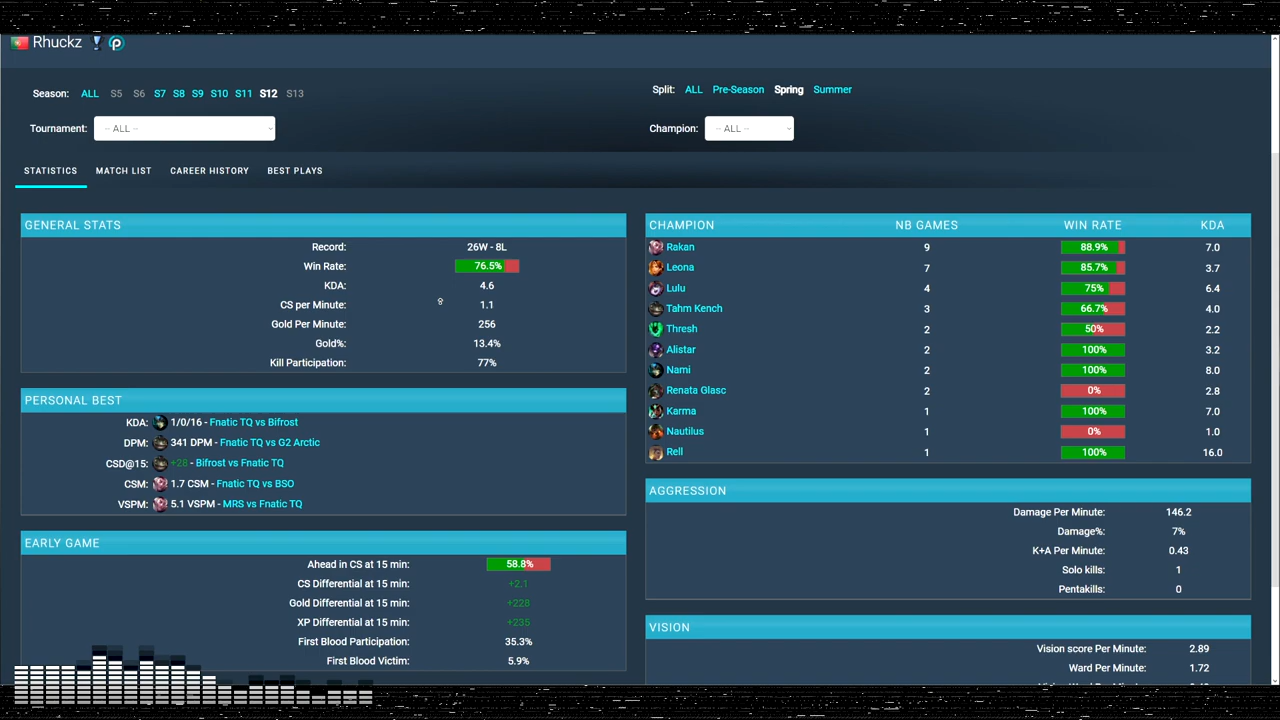 Rhuckz
Season: ALL S5 S6 S7 S8 S9 S10 S11 S12 S13
Split: ALL Pre-Season Spring Summer
Tournament: -- ALL --
Champion: -- ALL --
STATISTICS MATCH LIST CAREER HISTORY BEST PLAYS
GENERAL STATS
Record: 26W - 8L
Win Rate: 76.5%
KDA: 4.6
CS per Minute: 1.1
Gold Per Minute: 256
Gold%: 13.4%
Kill Participation: 77%
PERSONAL BEST
KDA: 1/0/16 - Fnatic TQ vs Bifrost
DPM: 341 DPM - Fnatic TQ vs G2 Arctic
CSD@15: +28 - Bifrost vs Fnatic TQ
CSM: 1.7 CSM - Fnatic TQ vs BSO
VSPM: 5.1 VSPM - MRS vs Fnatic TQ
EARLY GAME
Ahead in CS at 15 min: 58.8%
CS Differential at 15 min: +2.1
Gold Differential at 15 min: +228
XP Differential at 15 min: +235
First Blood Participation: 35.3%
First Blood Victim: 5.9%
CHAMPION NB GAMES WIN RATE KDA
Rakan 9 88.9% 7.0
Leona 7 85.7% 3.7
Lulu 4 75% 6.4
Tahm Kench 3 66.7% 4.0
Thresh 2 50% 2.2
Alistar 2 100% 3.2
Nami 2 100% 8.0
Renata Glasc 2 0% 2.8
Karma 1 100% 7.0
Nautilus 1 0% 1.0
Rell 1 100% 16.0
AGGRESSION
Damage Per Minute: 146.2
Damage%: 7%
K+A Per Minute: 0.43
Solo kills: 1
Pentakills: 0
VISION
Vision score Per Minute: 2.89
Ward Per Minute: 1.72